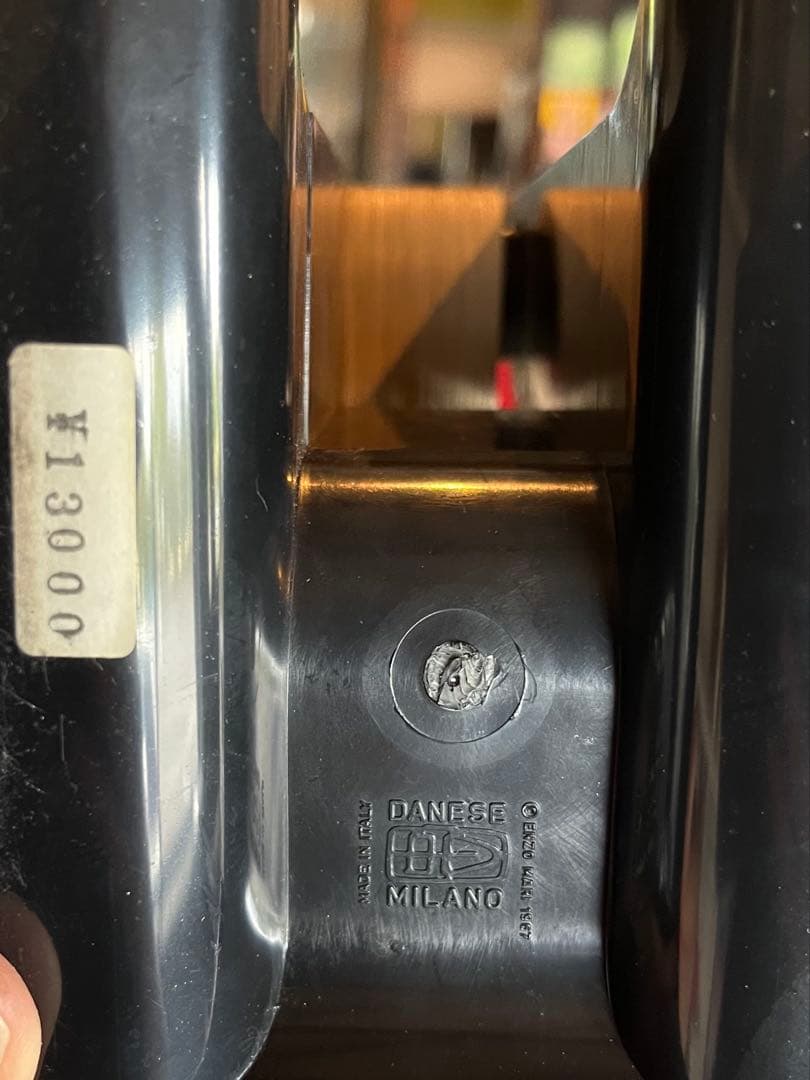 ¥13000
MADE IN ITALY
DANESE
MILANO
© ENZO MARI 1967